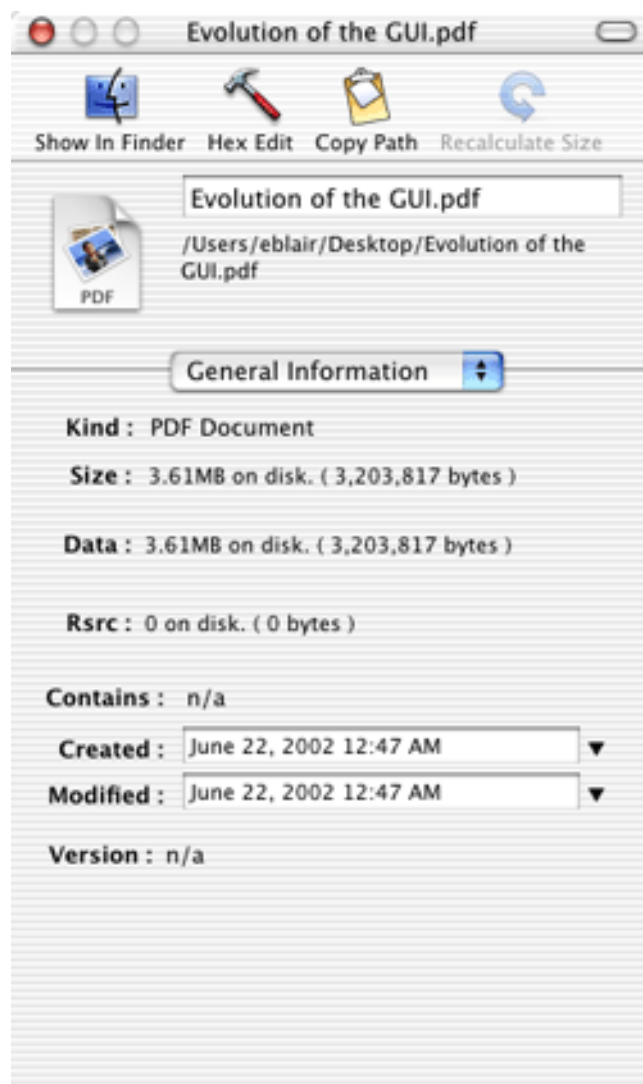 Evolution of the GUI.pdf
Show In Finder Hex Edit Copy Path Recalculate Size
Evolution of the GUI.pdf
/Users/eblair/Desktop/Evolution of the
GUI.pdf
PDF
General Information
Kind : PDF Document
Size : 3.61MB on disk. ( 3,203,817 bytes )
Data : 3.61MB on disk. ( 3,203,817 bytes )
Rsrc : 0 on disk. ( 0 bytes )
Contains : n/a
Created : June 22, 2002 12:47 AM
Modified : June 22, 2002 12:47 AM
Version : n/a